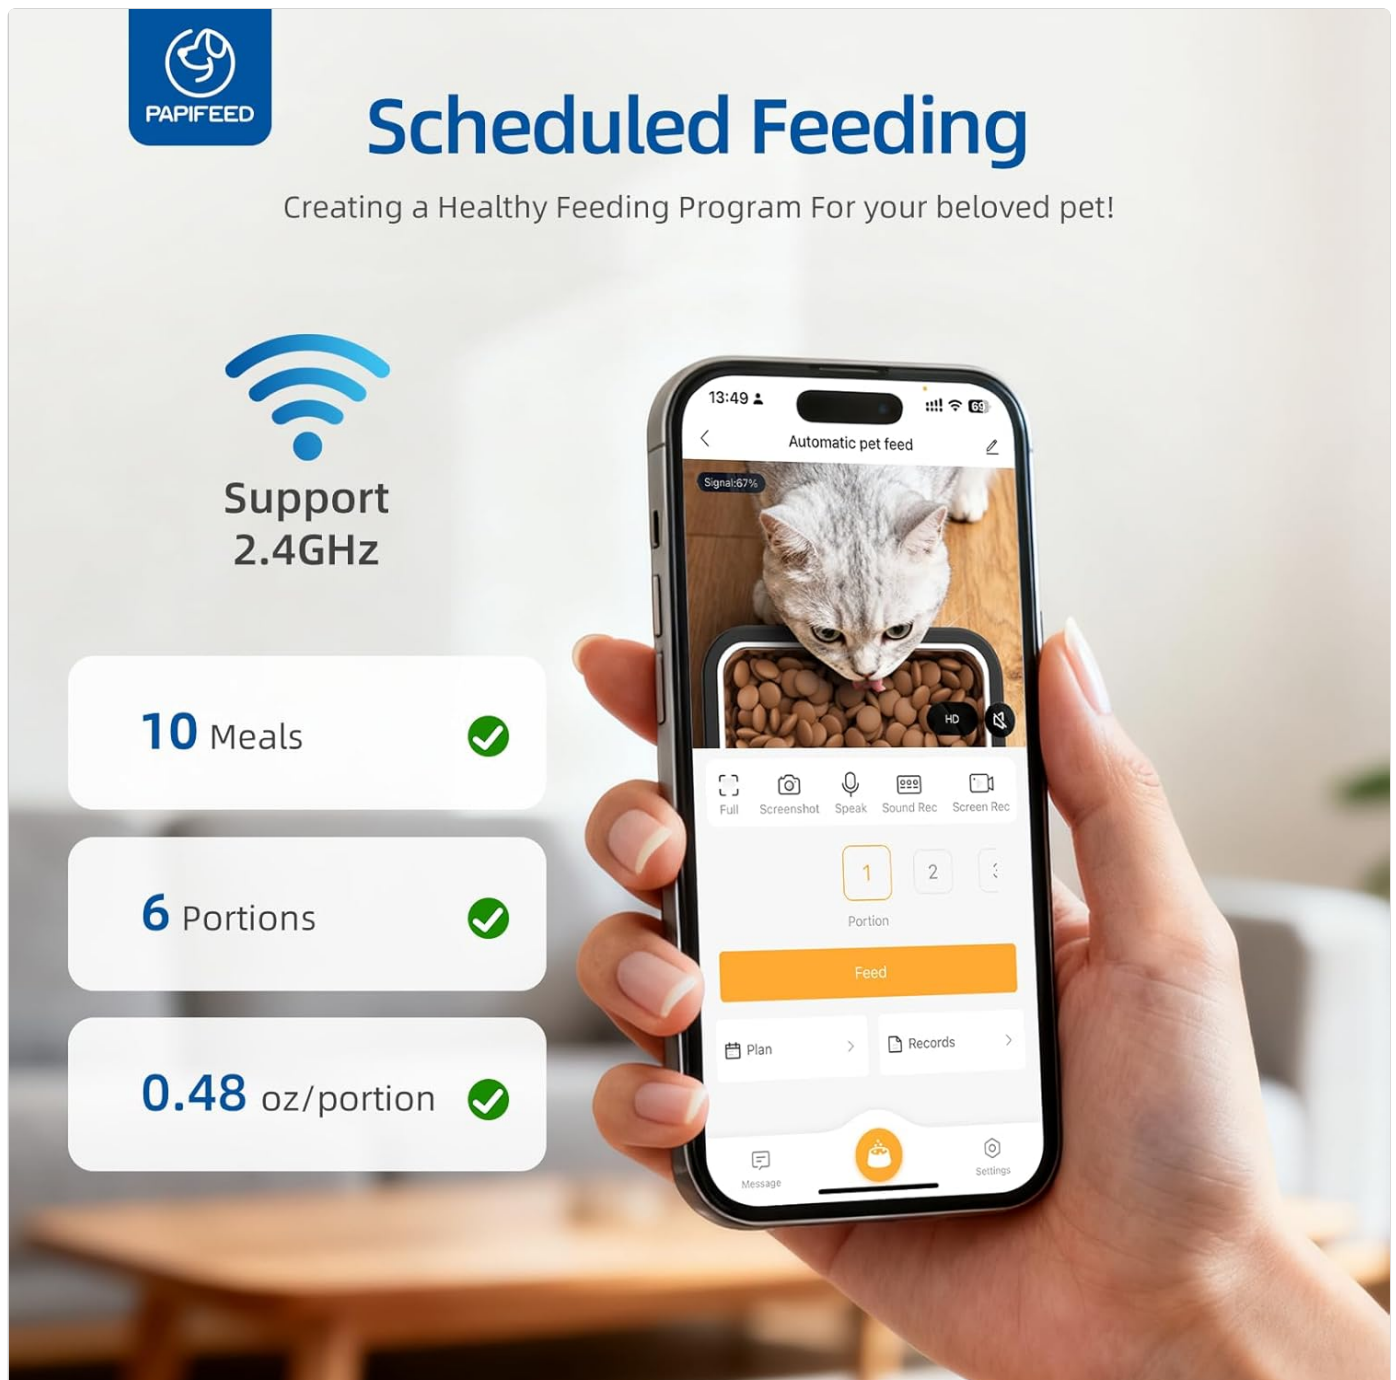 PAPIFEED
Scheduled Feeding
Creating a Healthy Feeding Program For your beloved pet!
Support
2.4GHz
10 Meals
6 Portions
0.48 oz/portion
13:49
69
Automatic pet feed
Signal:67%
HD
Full Screenshot Speak Sound Rec Screen Rec
1 2 3
Portion
Feed
Plan Records
Message Settings